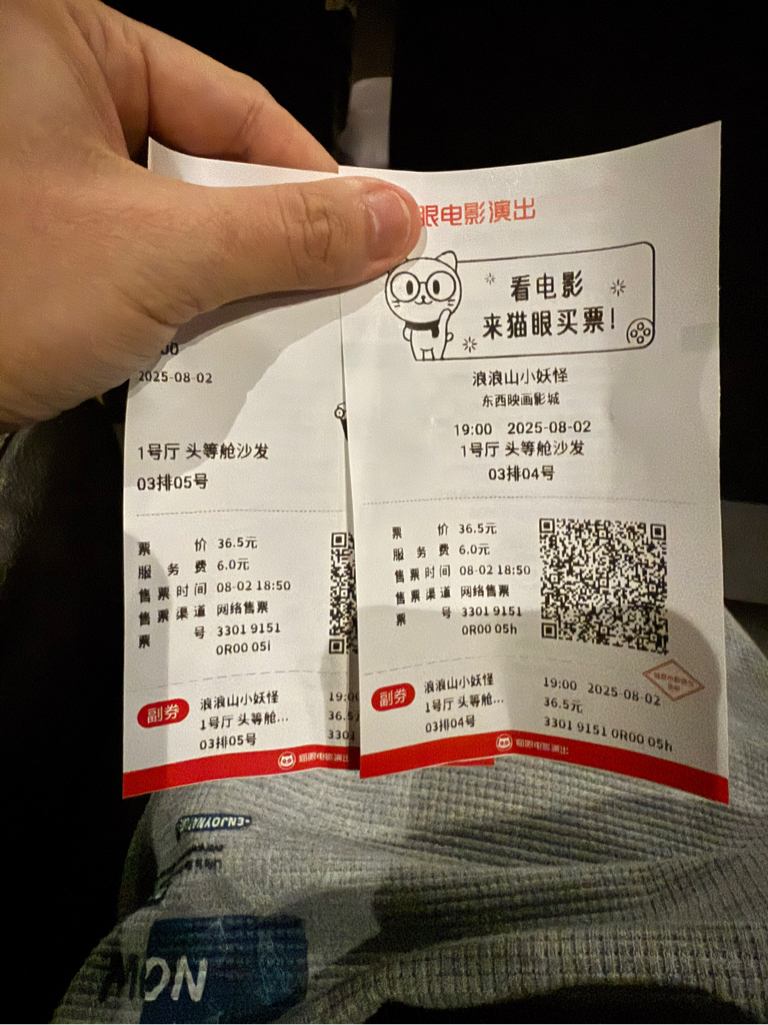 眼电影演出
看电影
来猫眼买票!
浪浪山小妖怪
东西映画影城
19:00 2025-08-02
1号厅 头等舱沙发
03排04号
票价 36.5元
服务费 6.0元
售票时间 08-02 18:50
售票渠道 网络售票
票号 3301 9151
0R00 05h
副券
浪浪山小妖怪
1号厅 头等舱...
03排04号
19:00 2025-08-02
36.5元
3301 9151 0R00 05h
猫眼电影演出
2025-08-02
1号厅 头等舱沙发
03排05号
票价 36.5元
服务费 6.0元
售票时间 08-02 18:50
售票渠道 网络售票
票号 3301 9151
0R00 05i
副券
浪浪山小妖怪
1号厅 头等舱...
03排05号
19:0
36.5
330
猫眼电影演出
NOW